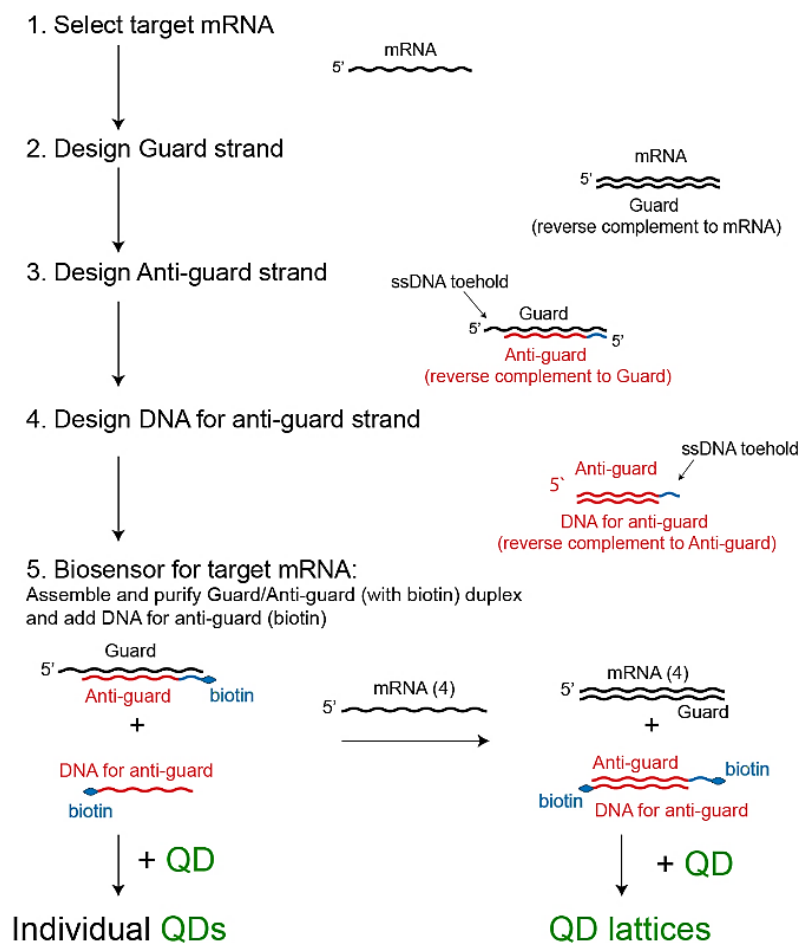 1. Select target mRNA
mRNA
5’
2. Design Guard strand
mRNA
5’
Guard
(reverse complement to mRNA)
3. Design Anti-guard strand
ssDNA toehold
Guard
5’
5’
Anti-guard
(reverse complement to Guard)
4. Design DNA for anti-guard strand
ssDNA toehold
Anti-guard
5`
DNA for anti-guard
(reverse complement to Anti-guard)
5. Biosensor for target mRNA:
Assemble and purify Guard/Anti-guard (with biotin) duplex
and add DNA for anti-guard (biotin)
Guard
5’
Anti-guard
biotin
+
DNA for anti-guard
biotin
+ QD
Individual QDs
mRNA (4)
5’
mRNA (4)
5’
Guard
+
Anti-guard
biotin
biotin
DNA for anti-guard
+ QD
QD lattices